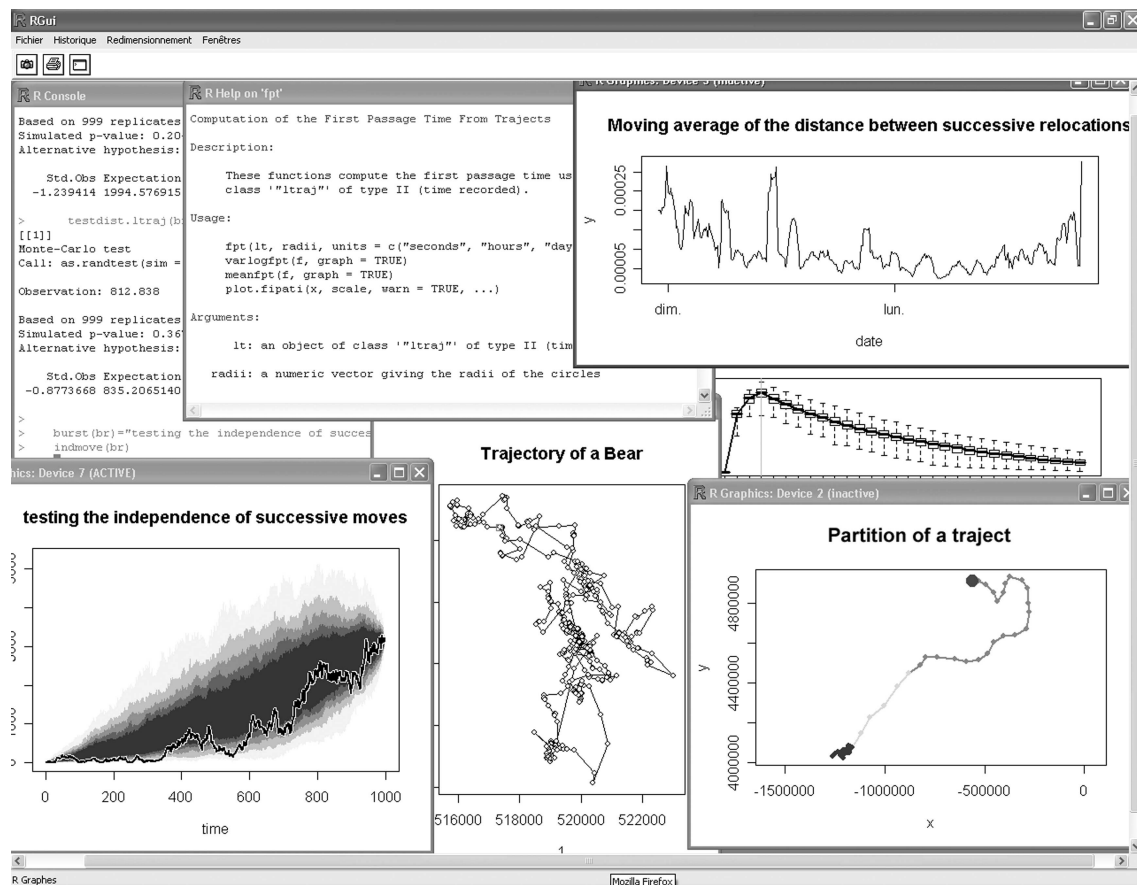 RGui
Fichier Historique Redimensionnement Fenêtres
R Console
Based on 999 replicates
Simulated p-value: 0.20
Alternative hypothesis:
Std.Obs Expectation
-1.239414 1994.576915
> testdist.ltraj(b
[[1]]
Monte-Carlo test
Call: as.randtest(sim =
Observation: 812.838
Based on 999 replicates
Simulated p-value: 0.36
Alternative hypothesis:
Std.Obs Expectation
-0.8773668 835.2065140
>
> burst(br)="testing the independence of succes
> indmove(br)
R Help on 'fpt'
Computation of the First Passage Time From Trajects
Description:
These functions compute the first passage time us
class '"ltraj"' of type II (time recorded).
Usage:
fpt(lt, radii, units = c("seconds", "hours", "day
varlogfpt(f, graph = TRUE)
meanfpt(f, graph = TRUE)
plot.fipati(x, scale, warn = TRUE, ...)
Arguments:
lt: an object of class '"ltraj"' of type II (tim
radii: a numeric vector giving the radii of the circles
(inactive)
Moving average of the distance between successive relocations
0.00025
0.00005
y
dim. lun.
date
ics: Device 7 (ACTIVE)
testing the independence of successive moves
0 200 400 600 800 1000
time
Trajectory of a Bear
516000 518000 520000 522000
R Graphics: Device 2 (inactive)
Partition of a traject
4800000
4400000
4000000
y
-1500000 -1000000 -500000 0
x
R Graphes
Mozilla Firefox